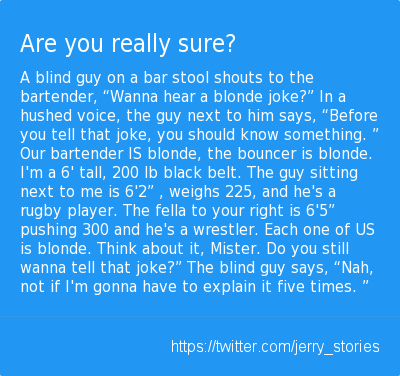 Are you really sure?
A blind guy on a bar stool shouts to the
bartender, “Wanna hear a blonde joke?” In a
hushed voice, the guy next to him says, “Before
you tell that joke, you should know something. ”
Our bartender IS blonde, the bouncer is blonde.
I'm a 6' tall, 200 lb black belt. The guy sitting
next to me is 6'2” , weighs 225, and he's a
rugby player. The fella to your right is 6'5”
pushing 300 and he's a wrestler. Each one of US
is blonde. Think about it, Mister. Do you still
wanna tell that joke?” The blind guy says, “Nah,
not if I'm gonna have to explain it five times. ”
https://twitter.com/jerry_stories